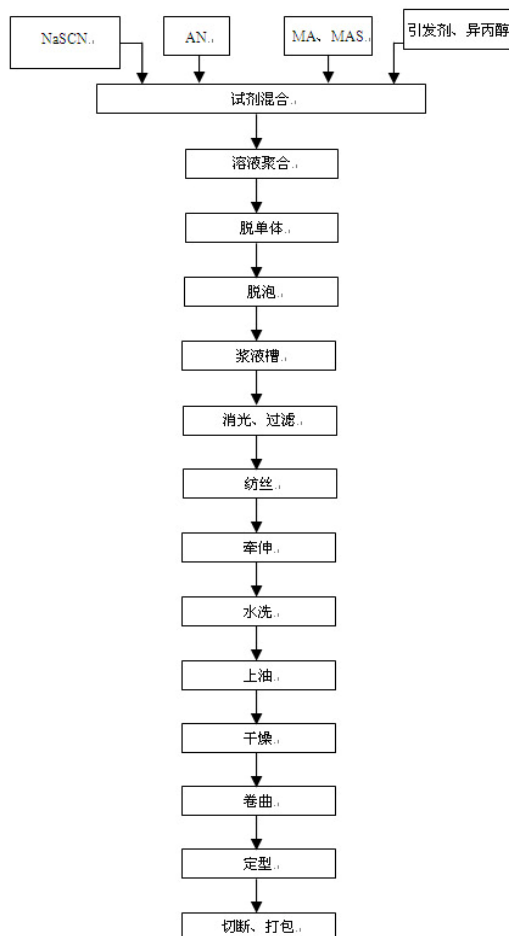 NaSCN
AN
MA、MAS
引发剂、异丙醇
试剂混合
溶液聚合
脱单体
脱泡
浆液槽
消光、过滤
纺丝
牵伸
水洗
上油
干燥
卷曲
定型
切断、打包